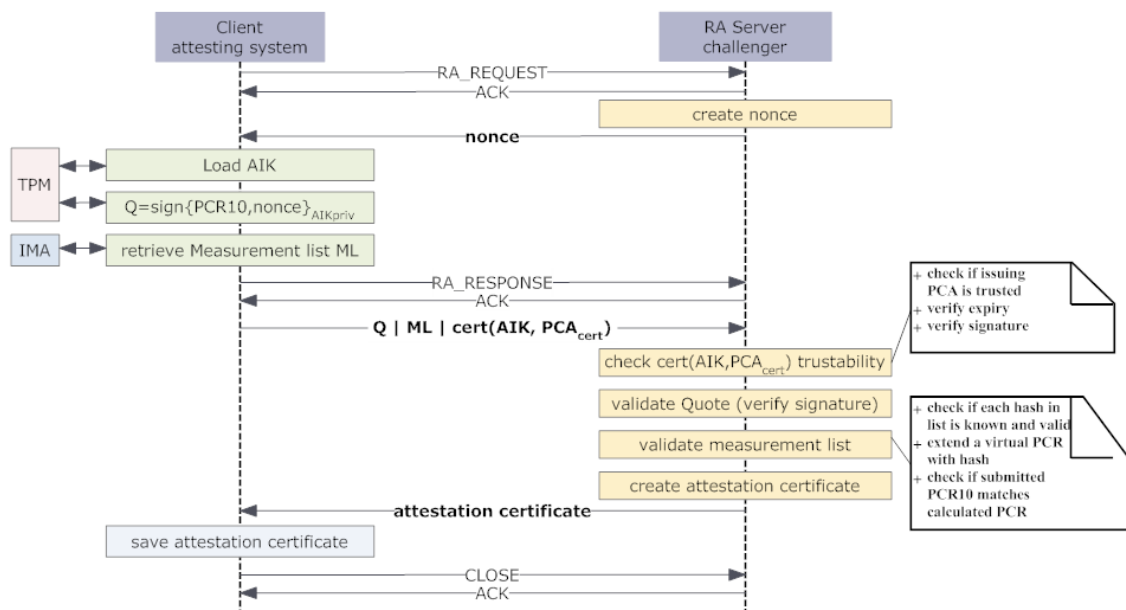 Client
attesting system
RA Server
challenger
RA_REQUEST
ACK
create nonce
nonce
TPM
Load AIK
Q=sign{PCR10,nonce}AIKpriv
IMA
retrieve Measurement list ML
RA_RESPONSE
ACK
+ check if issuing
PCA is trusted
+ verify expiry
+ verify signature
Q | ML | cert(AIK, PCAcert)
check cert(AIK,PCAcert) trustability
validate Quote (verify signature)
validate measurement list
+ check if each hash in
list is known and valid
+ extend a virtual PCR
with hash
+ check if submitted
PCR10 matches
calculated PCR
create attestation certificate
attestation certificate
save attestation certificate
CLOSE
ACK